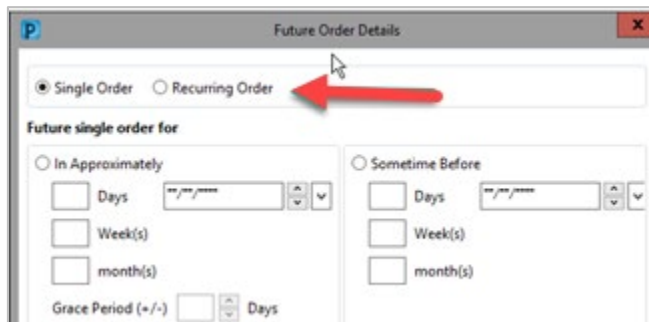 P Future Order Details x
Single Order Recurring Order
Future single order for
In Approximately Sometime Before
Days **/**/**** Days **/**/****
Week(s) Week(s)
month(s) month(s)
Grace Period (+/-) Days